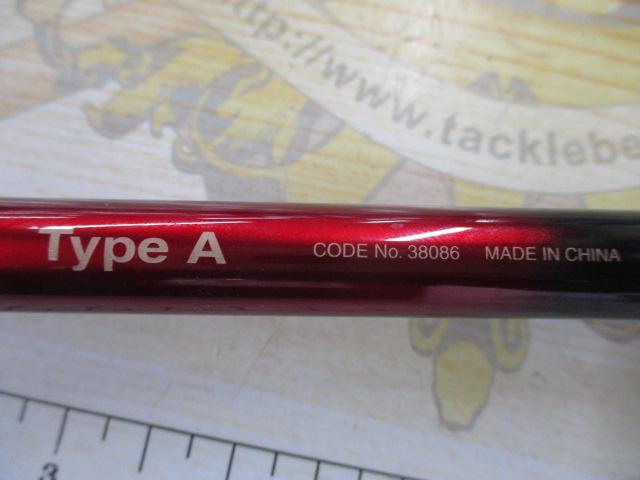 http://www.tacklebe
Type A CODE No. 38086 MADE IN CHINA
3